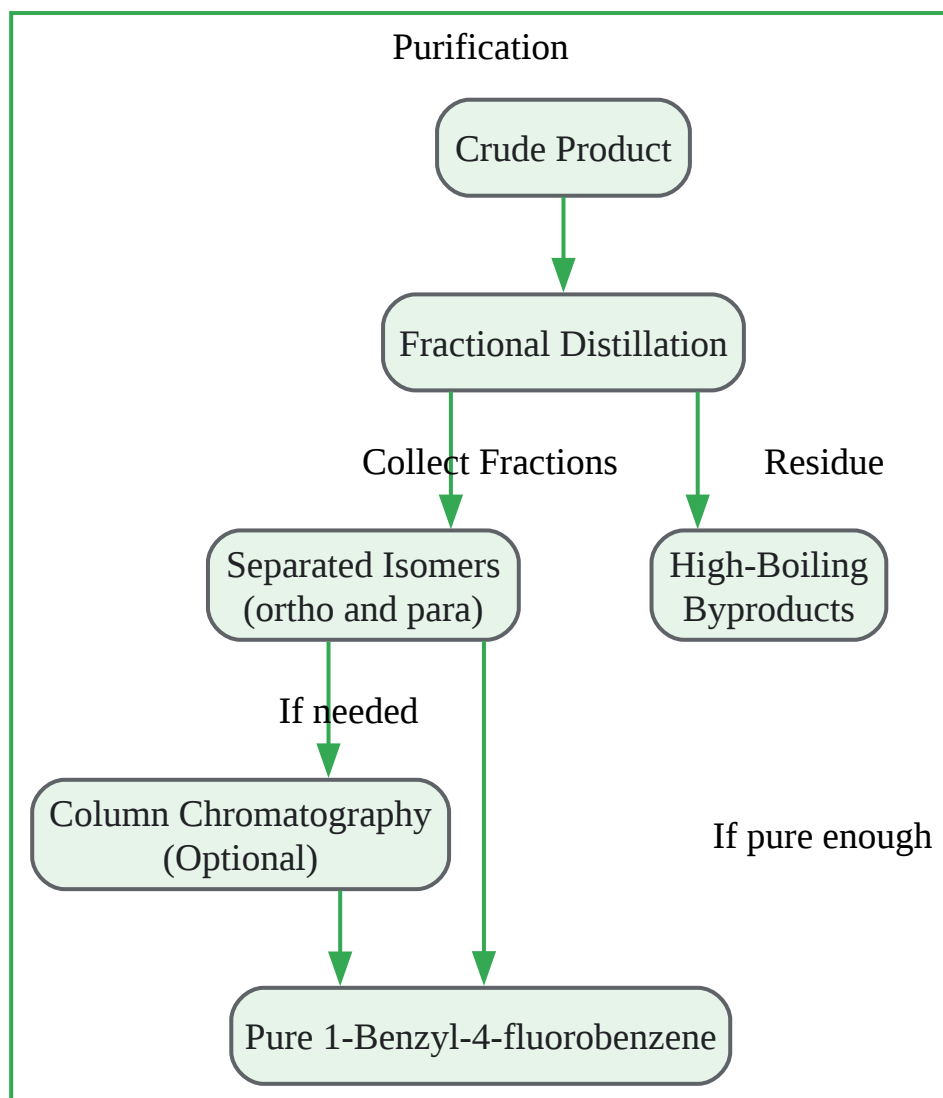 Purification
Crude Product
Fractional Distillation
Collect Fractions
Residue
Separated Isomers
(ortho and para)
High-Boiling
Byproducts
If needed
Column Chromatography
(Optional)
If pure enough
Pure 1-Benzyl-4-fluorobenzene